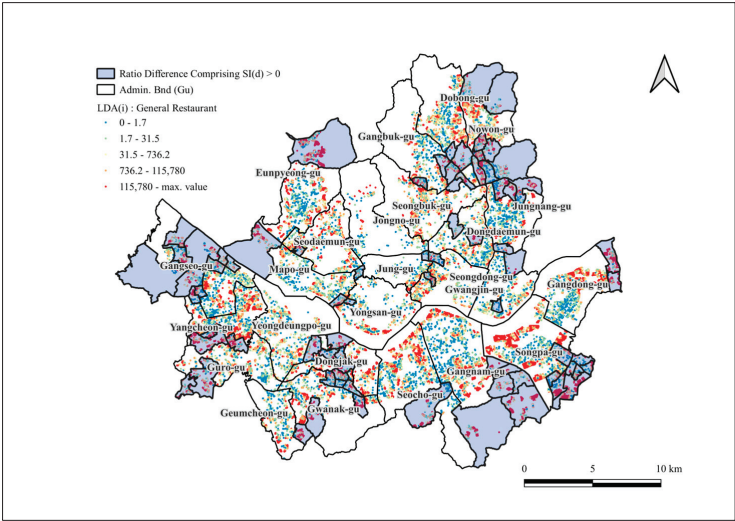 Ratio Difference Comprising SI(d) > 0
Admin. Bnd (Gu)
LDA(i) : General Restaurant
0 - 1.7
1.7 - 31.5
31.5 - 736.2
736.2 - 115,780
115,780 - max. value
Dobong-gu
Nowon-gu
Gangbuk-gu
Eunpyeong-gu
Seongbuk-gu
Jungnang-gu
Jongno-gu
Dongdaemun-gu
Seodaemun-gu
Gangseo-gu
Mapo-gu
Jung-gu
Seongdong-gu
Gwangjin-gu
Gangdong-gu
Yongsan-gu
Yangcheon-gu
Yeongdeungpo-gu
Songpa-gu
Dongjak-gu
Guro-gu
Gangnam-gu
Seocho-gu
Gwanak-gu
Geumcheon-gu
0 5 10 km